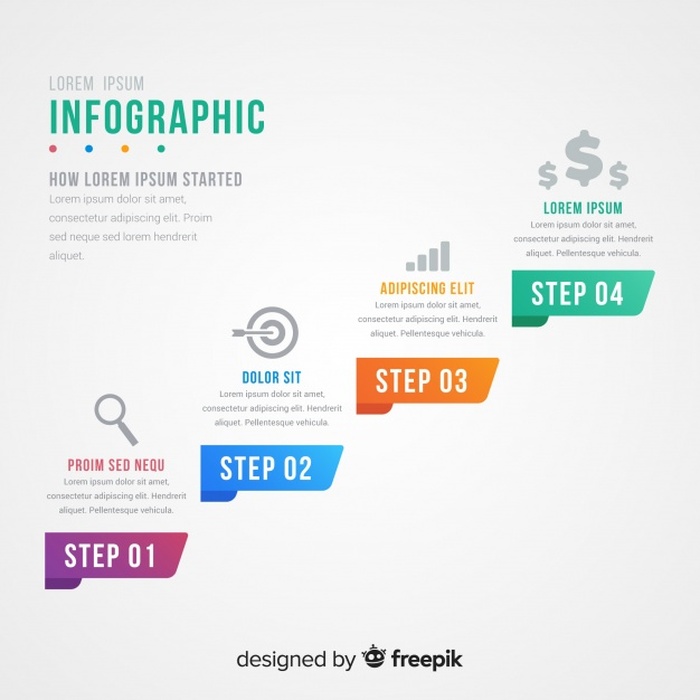 LOREM IPSUM
INFOGRAPHIC
HOW LOREM IPSUM STARTED
Lorem ipsum dolor sit amet,
consectetur adipiscing elit. Proim
sed neque sed lorem hendrerit
aliquet.
PROIM SED NEQU
Lorem ipsum dolor sit amet,
consectetur adipiscing elit. Hendrerit
aliquet. Pellentesque vehicula.
STEP 01
DOLOR SIT
Lorem ipsum dolor sit amet,
consectetur adipiscing elit. Hendrerit
aliquet. Pellentesque vehicula.
STEP 02
ADIPISCING ELIT
Lorem ipsum dolor sit amet,
consectetur adipiscing elit. Hendrerit
aliquet. Pellentesque vehicula.
STEP 03
$ $ $
LOREM IPSUM
Lorem ipsum dolor sit amet,
consectetur adipiscing elit. Hendrerit
aliquet. Pellentesque vehicula.
STEP 04
designed by freepik